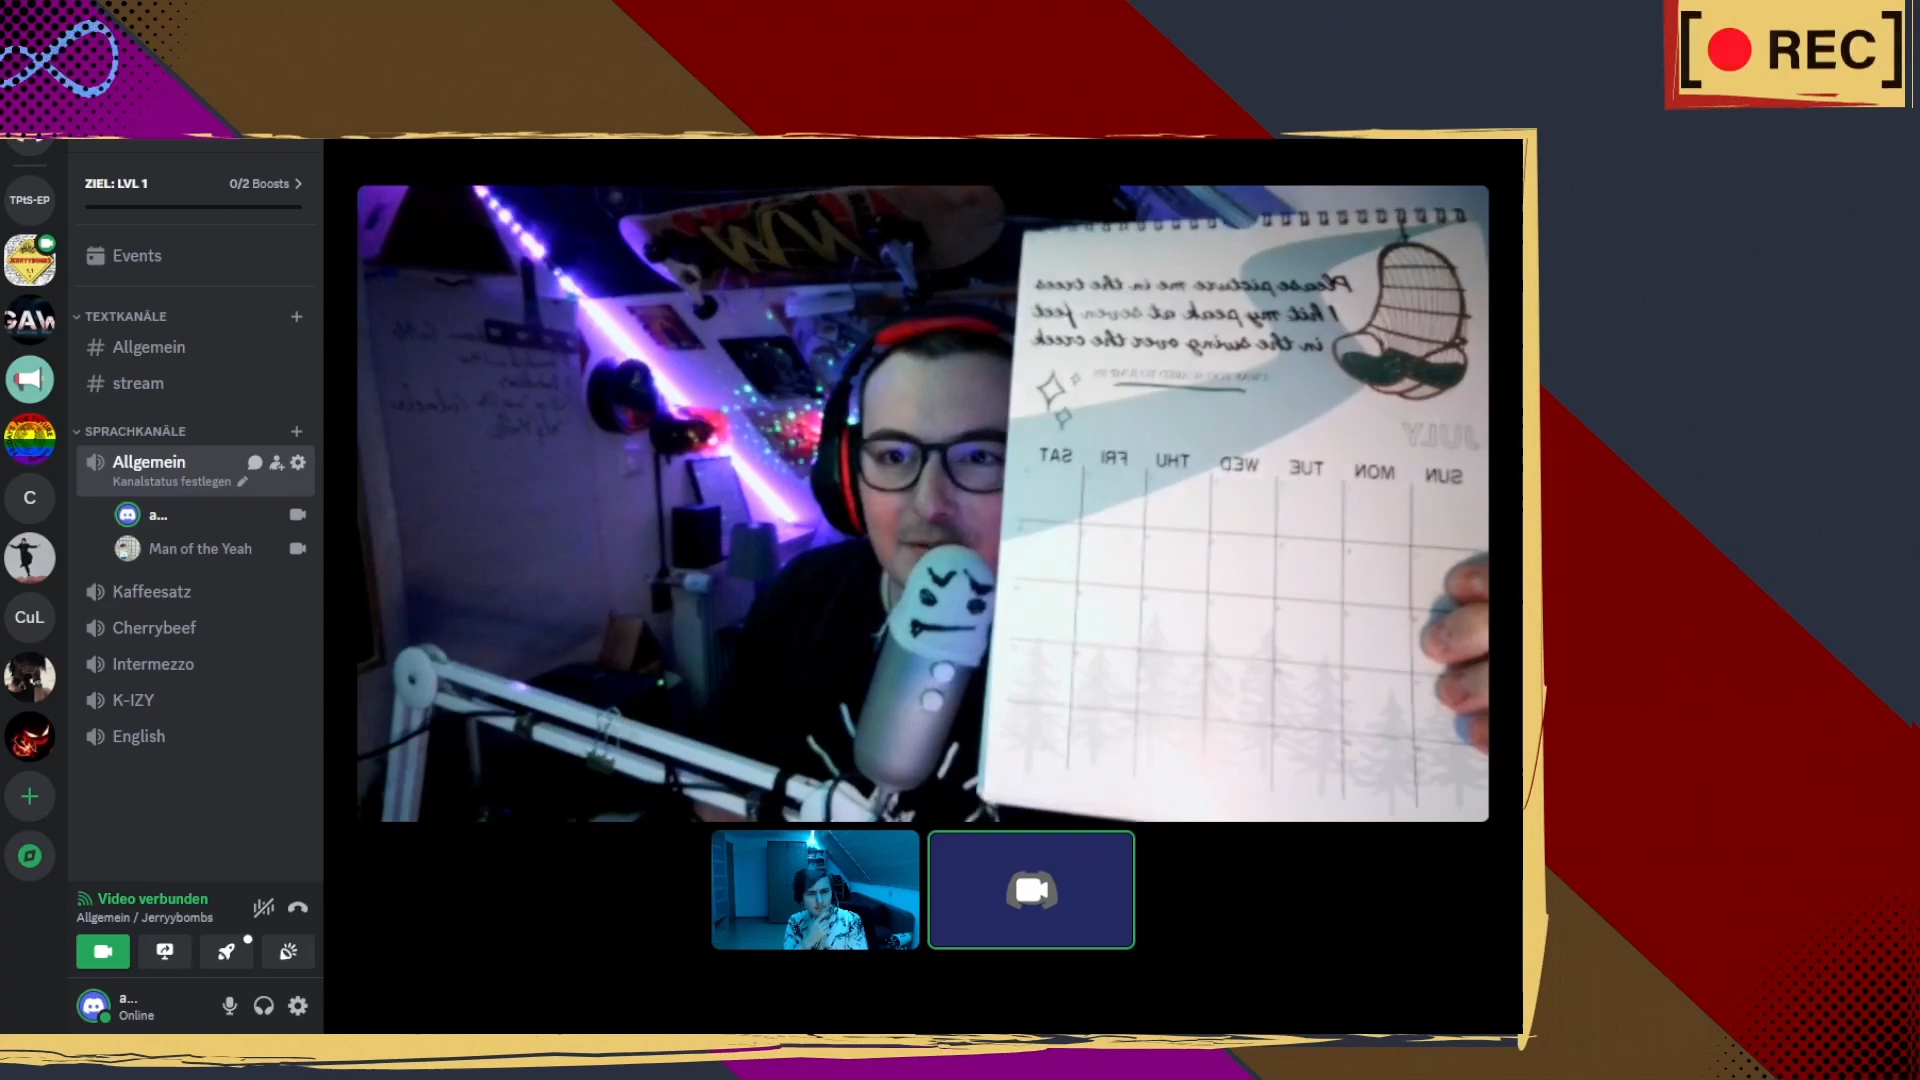 REC
ZIEL: LVL 1
0/2 Boosts
TPtS-EP
Events
GAW
TEXTKANÄLE
Allgemein
stream
SPRACHKANÄLE
Allgemein
Kanalstatus festlegen
a...
Man of the Yeah
C
Kaffeesatz
CuL
Cherrybeef
Intermezzo
K-IZY
English
Video verbunden
Allgemein / Jerryybombs
a...
Online
Please picture me in the trees
I hit my peak at seven feet
in the swing over the creek
JULY
SUN MON TUE WED THU FRI SAT